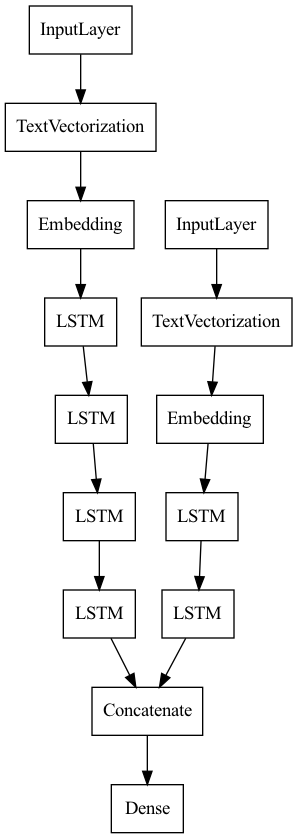 InputLayer
TextVectorization
Embedding
InputLayer
LSTM
TextVectorization
LSTM
Embedding
LSTM
LSTM
LSTM
LSTM
Concatenate
Dense